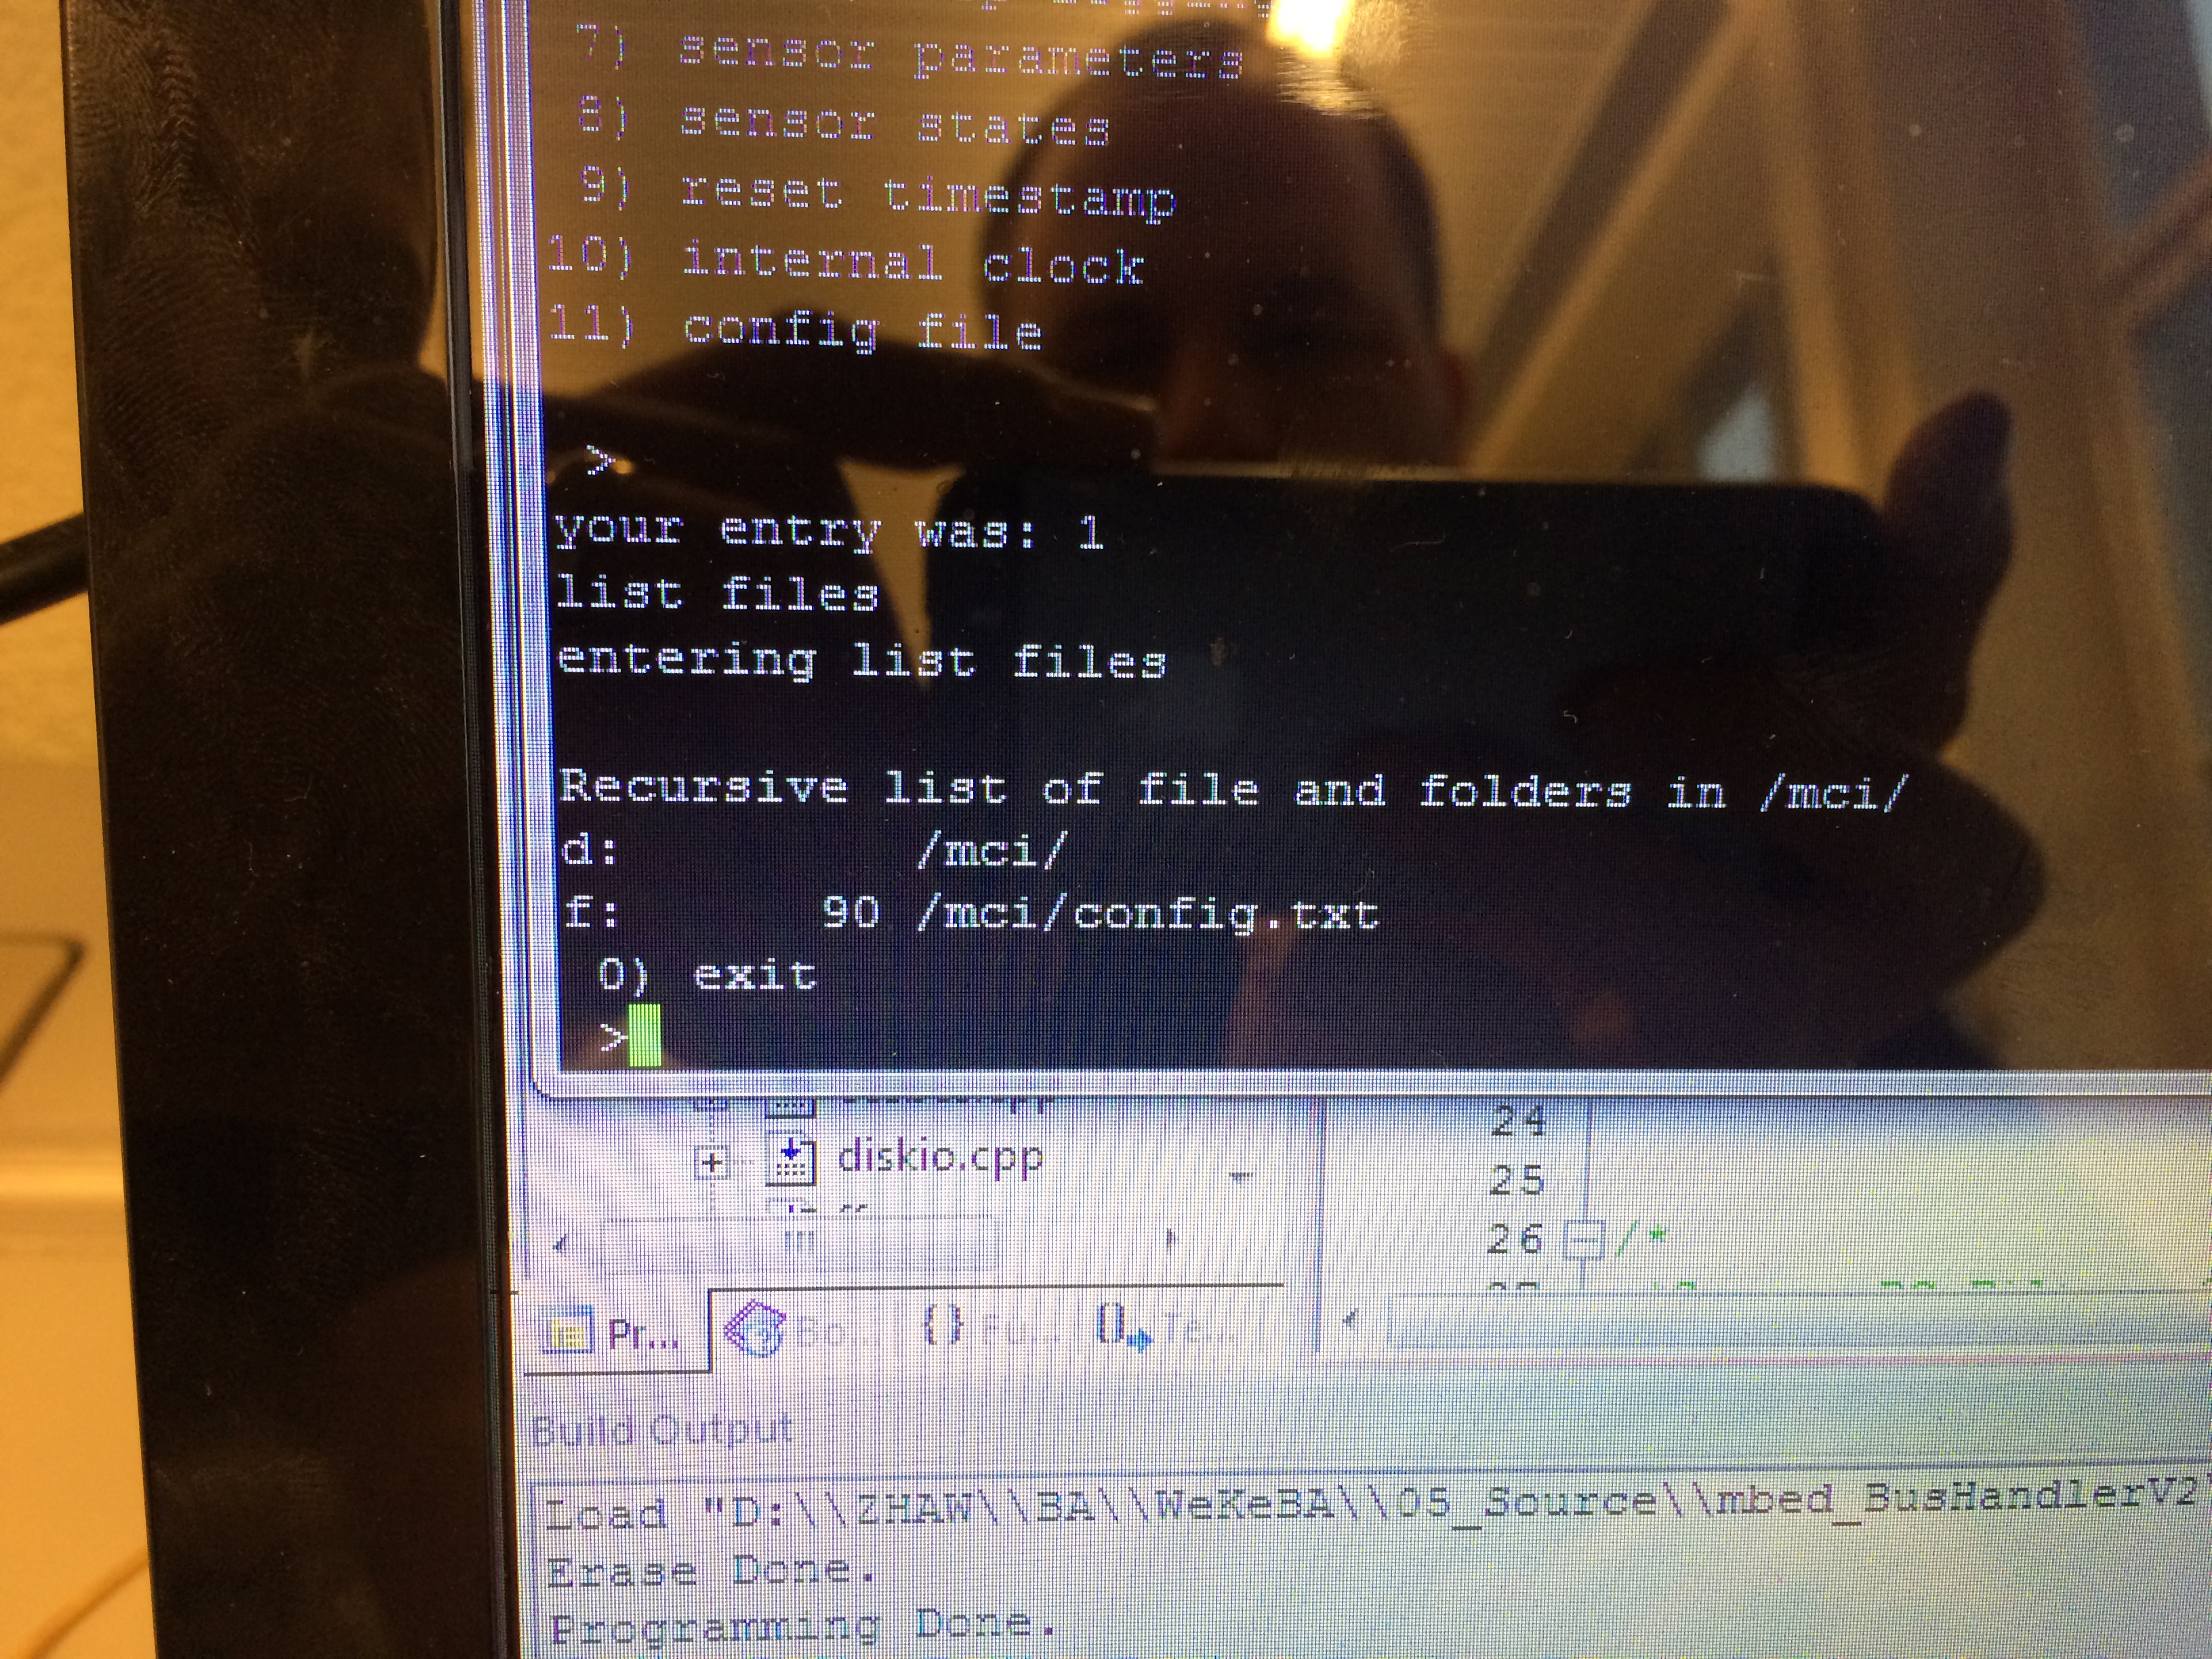 7) sensor parameters
8) sensor states
9) reset timestamp
10) internal clock
11) config file
>
your entry was: 1
list files
entering list files
Recursive list of file and folders in /mci/
d: /mci/
f: 90 /mci/config.txt
0) exit
>
diskio.cpp
24
25
26 /*
Pr... Bo... {} Fu... Te...
Build Output
Load "D:\\ZHAW\\BA\\WeKeBA\\05_Source\\mbed_BusHandlerV2
Erase Done.
Programming Done.